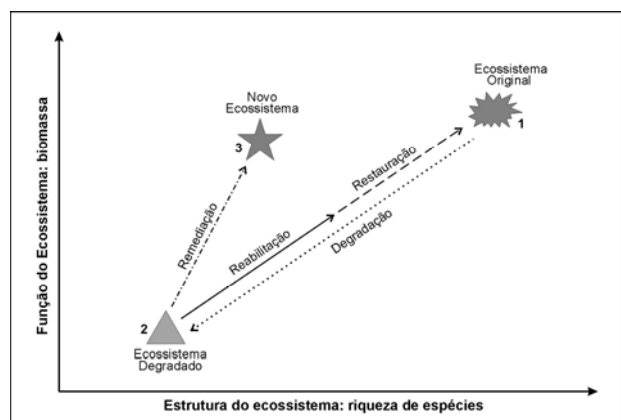 Ecossistema
Original
1
Novo
Ecossistema
3
Restauração
Degradação
Remediação
Reabilitação
2
Ecossistema
Degradado
Função do Ecossistema: biomassa
Estrutura do ecossistema: riqueza de espécies